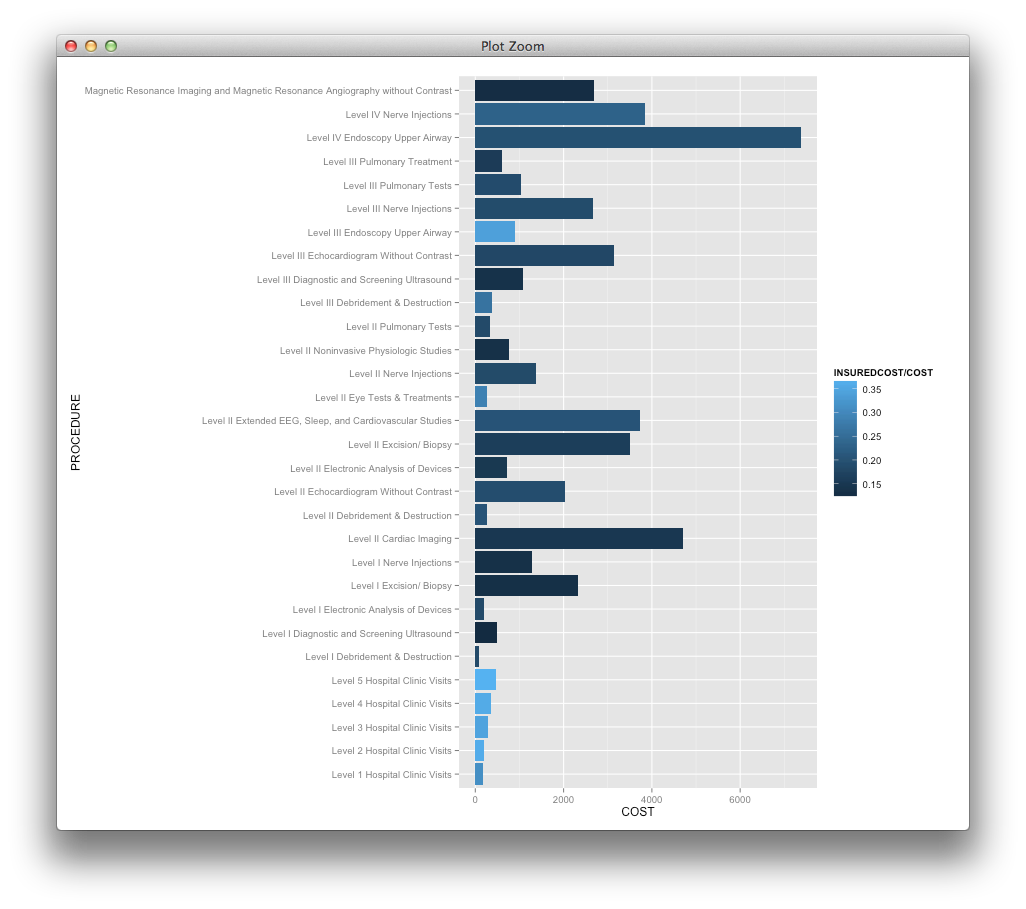 Plot Zoom
Magnetic Resonance Imaging and Magnetic Resonance Angiography without Contrast
Level IV Nerve Injections
Level IV Endoscopy Upper Airway
Level III Pulmonary Treatment
Level III Pulmonary Tests
Level III Nerve Injections
Level III Endoscopy Upper Airway
Level III Echocardiogram Without Contrast
Level III Diagnostic and Screening Ultrasound
Level III Debridement & Destruction
Level II Pulmonary Tests
Level II Noninvasive Physiologic Studies
Level II Nerve Injections
Level II Eye Tests & Treatments
Level II Extended EEG, Sleep, and Cardiovascular Studies
Level II Excision/ Biopsy
Level II Electronic Analysis of Devices
Level II Echocardiogram Without Contrast
Level II Debridement & Destruction
Level II Cardiac Imaging
Level I Nerve Injections
Level I Excision/ Biopsy
Level I Electronic Analysis of Devices
Level I Diagnostic and Screening Ultrasound
Level I Debridement & Destruction
Level 5 Hospital Clinic Visits
Level 4 Hospital Clinic Visits
Level 3 Hospital Clinic Visits
Level 2 Hospital Clinic Visits
Level 1 Hospital Clinic Visits
PROCEDURE
0 2000 4000 6000
COST
INSUREDCOST/COST
0.35
0.30
0.25
0.20
0.15